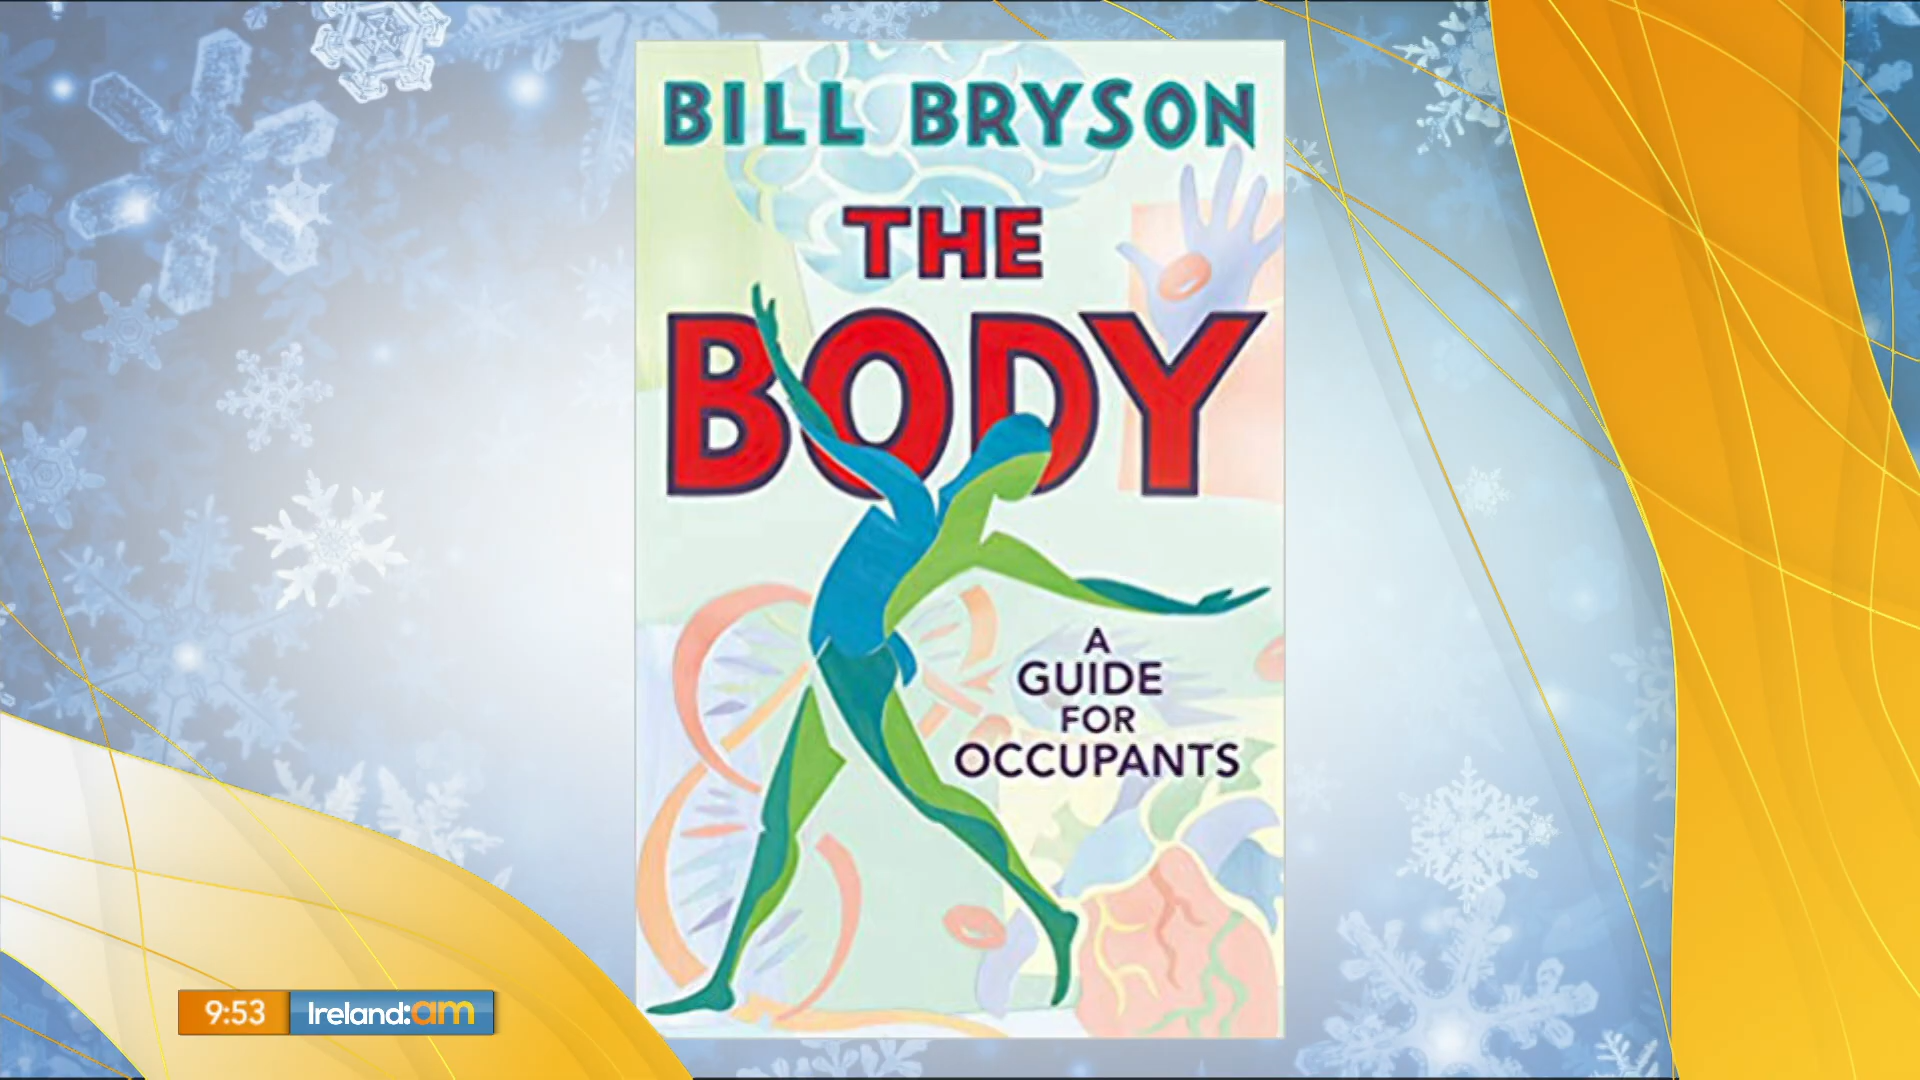 BILL BRYSON
THE
BODY
A
GUIDE
FOR
OCCUPANTS
9:53 Ireland:am